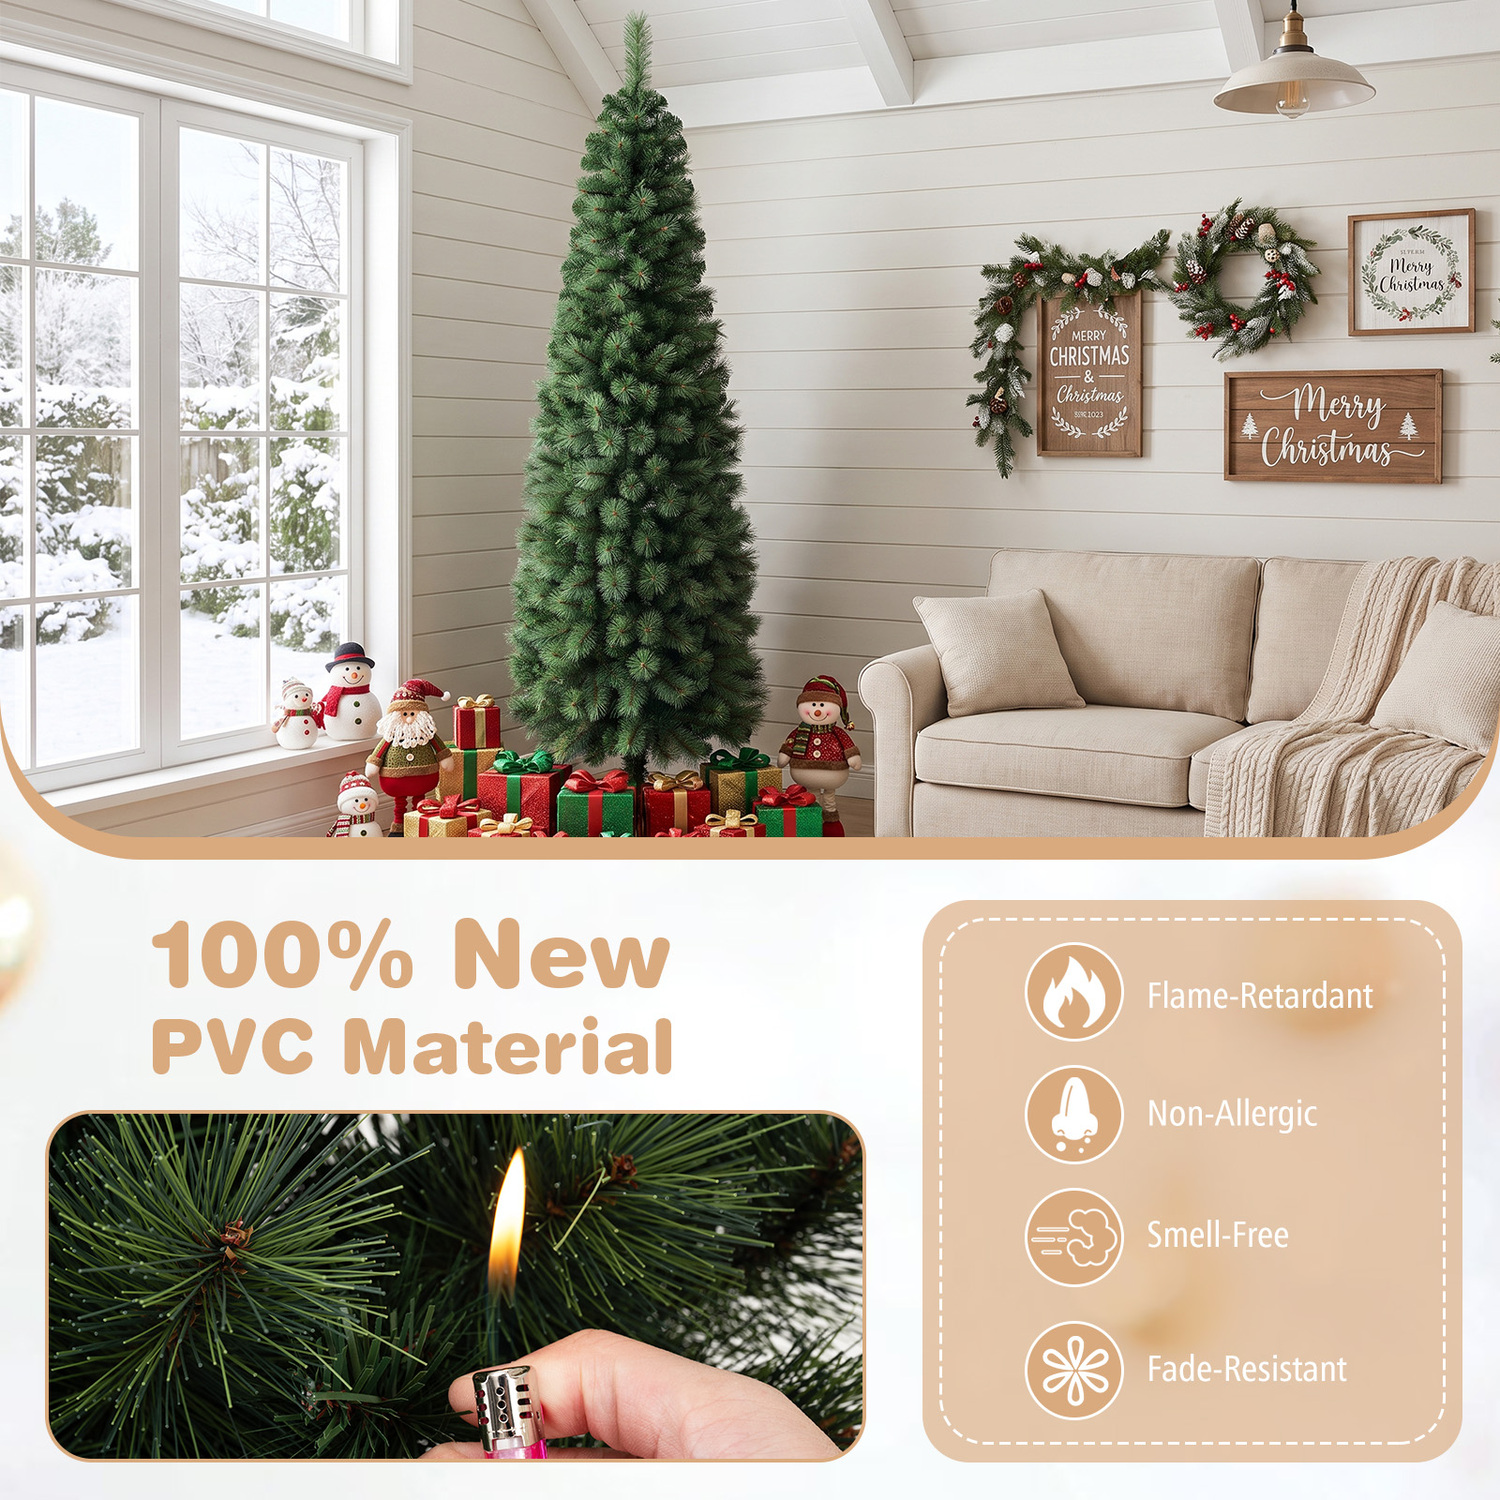 MERRY
CHRISTMAS
&
Christmas
Merry
Christmas
Merry
Christmas
100% New
PVC Material
Flame-Retardant
Non-Allergic
Smell-Free
Fade-Resistant